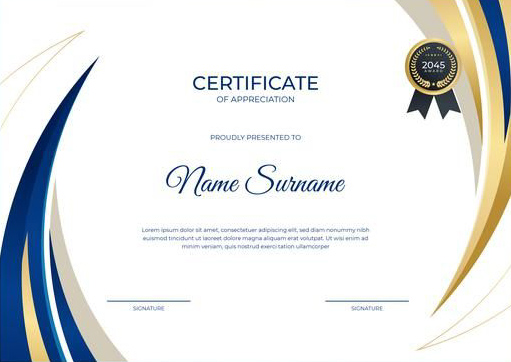 CERTIFICATE
OF APPRECIATION
2045
AWARD
PROUDLY PRESENTED TO
Name Surname
Lorem ipsum dolor sit amet, consectetuer adipiscing elit, sed diam nonummy nibh
euismod tincidunt ut laoreet dolore magna aliquam erat volutpat. Ut wisi enim ad
minim veniam, quis nostrud exerci tation ullamcorper
SIGNATURE
SIGNATURE